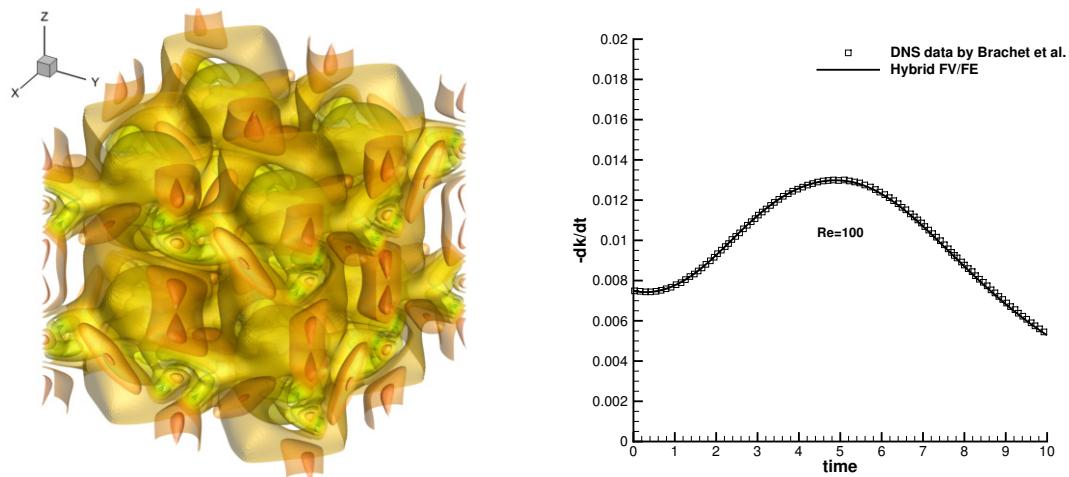 Z
X
Y
0.02
0.018
0.016
0.014
0.012
0.01
0.008
0.006
0.004
0.002
0
-dk/dt
DNS data by Brachet et al.
Hybrid FV/FE
Re=100
0 1 2 3 4 5 6 7 8 9 10
time